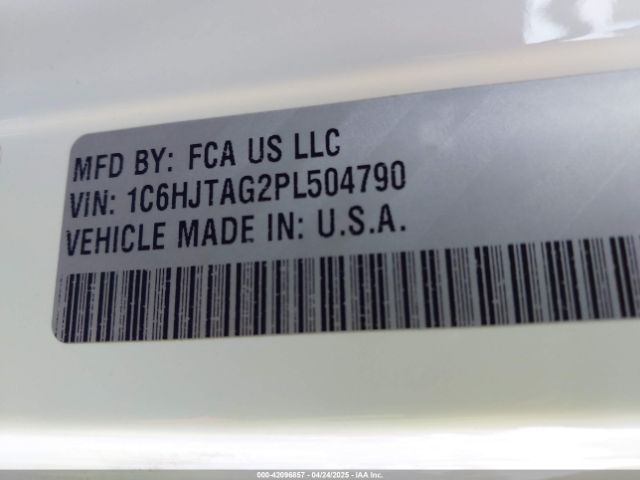 MFD BY: FCA US LLC
VIN: 1C6HJTAG2PL504790
VEHICLE MADE IN: U.S.A.
000-42096857 - 04/24/2025 - IAA Inc.